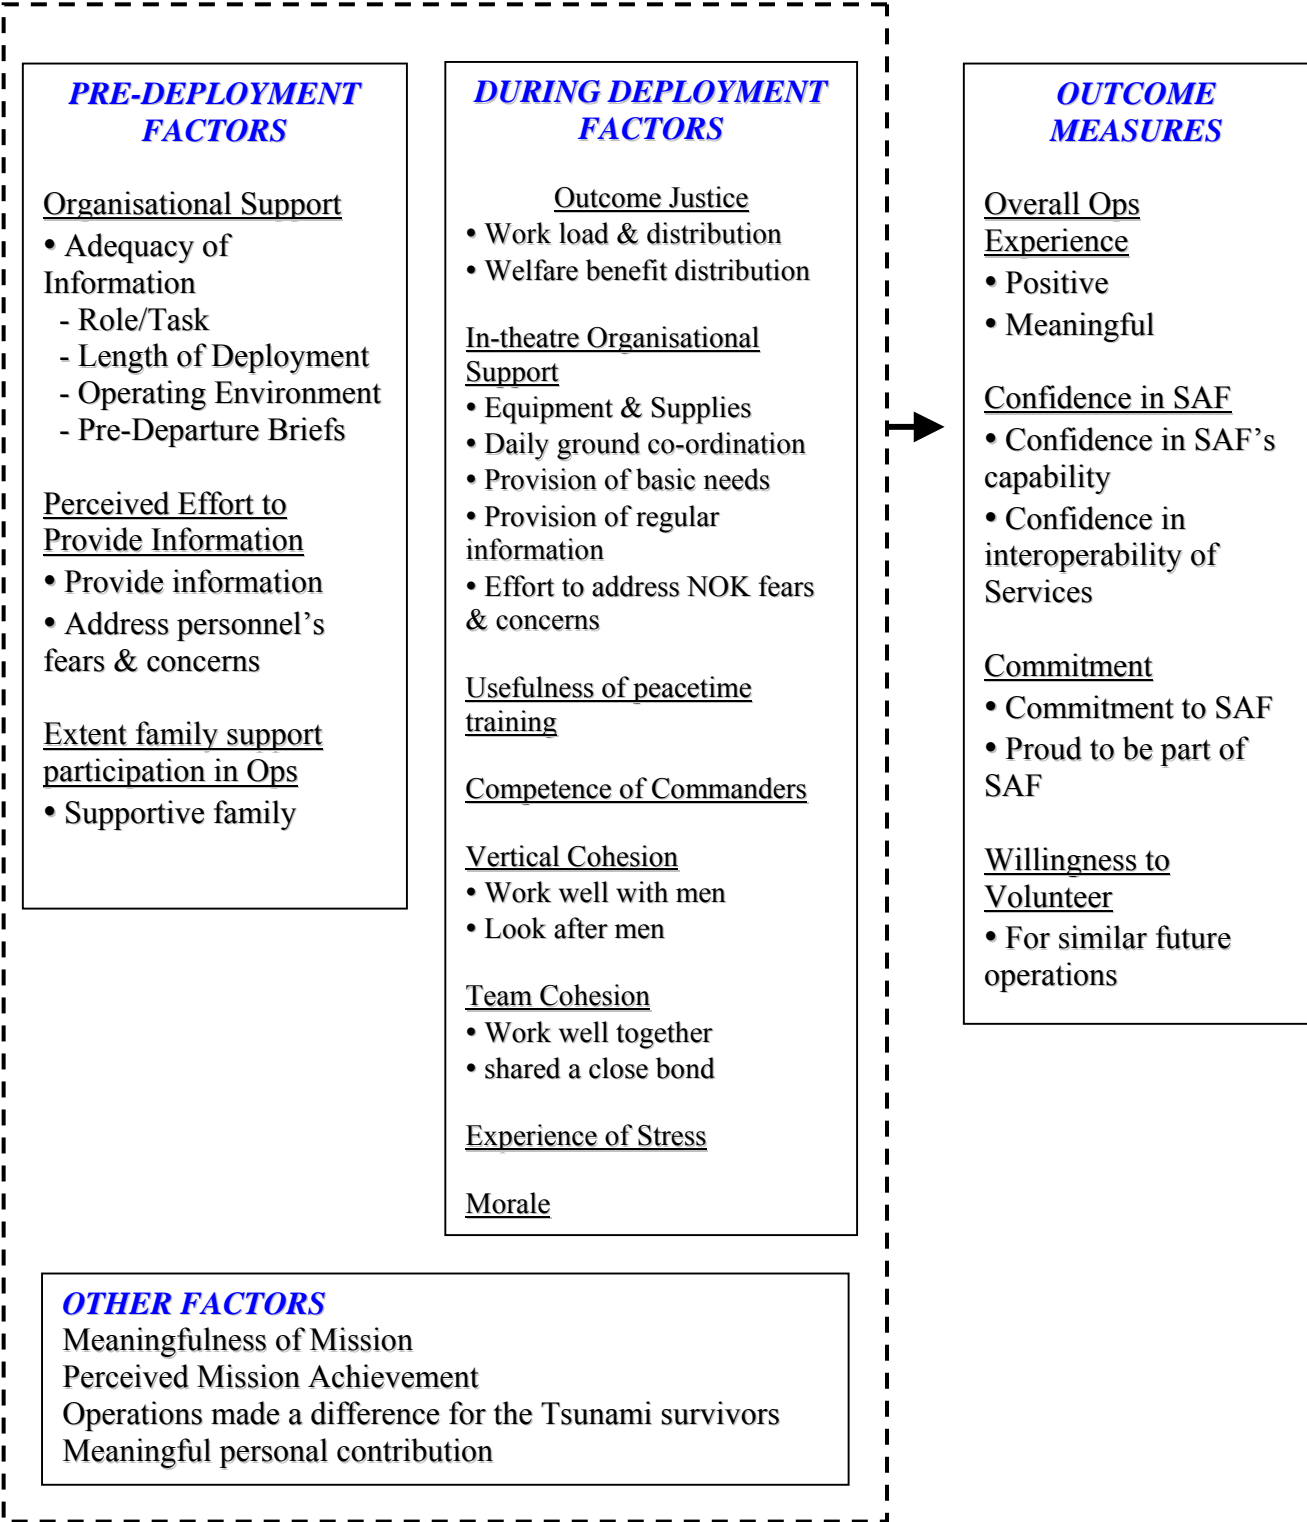 PRE-DEPLOYMENT
FACTORS
Organisational Support
• Adequacy of
Information
- Role/Task
- Length of Deployment
- Operating Environment
- Pre-Departure Briefs
Perceived Effort to
Provide Information
• Provide information
• Address personnel’s
fears & concerns
Extent family support
participation in Ops
• Supportive family
DURING DEPLOYMENT
FACTORS
Outcome Justice
• Work load & distribution
• Welfare benefit distribution
In-theatre Organisational
Support
• Equipment & Supplies
• Daily ground co-ordination
• Provision of basic needs
• Provision of regular
information
• Effort to address NOK fears
& concerns
Usefulness of peacetime
training
Competence of Commanders
Vertical Cohesion
• Work well with men
• Look after men
Team Cohesion
• Work well together
• shared a close bond
Experience of Stress
Morale
OUTCOME
MEASURES
Overall Ops
Experience
• Positive
• Meaningful
Confidence in SAF
• Confidence in SAF’s
capability
• Confidence in
interoperability of
Services
Commitment
• Commitment to SAF
• Proud to be part of
SAF
Willingness to
Volunteer
• For similar future
operations
OTHER FACTORS
Meaningfulness of Mission
Perceived Mission Achievement
Operations made a difference for the Tsunami survivors
Meaningful personal contribution